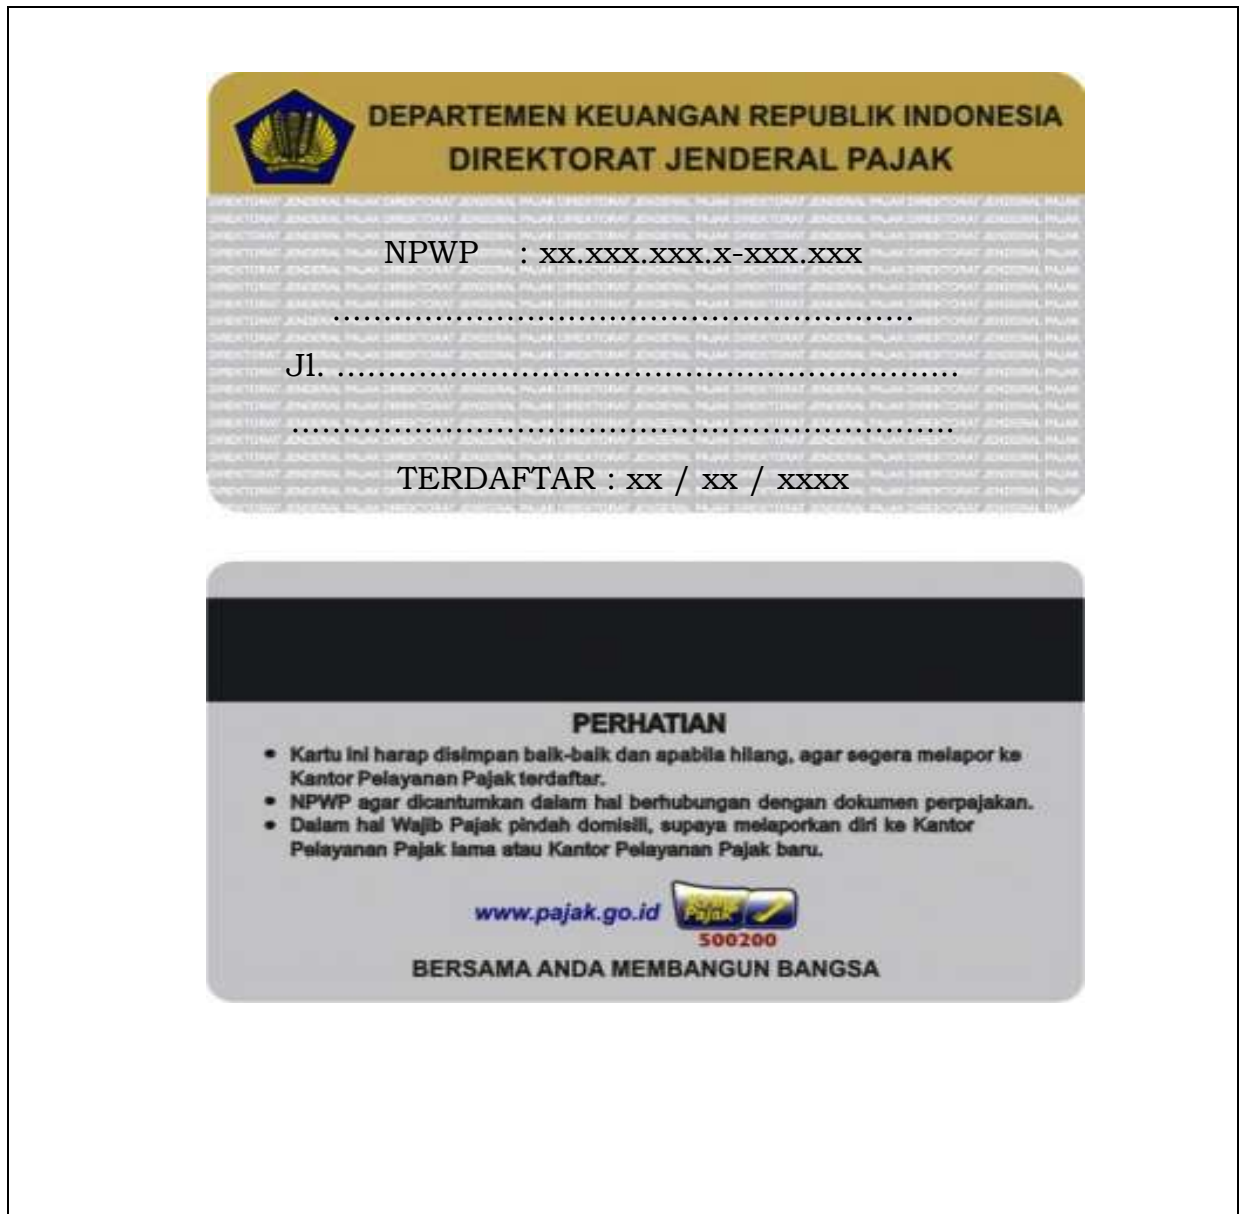 DEPARTEMEN KEUANGAN REPUBLIK INDONESIA
DIREKTORAT JENDERAL PAJAK
NPWP : xx.xxx.xxx.x-xxx.xxx
.........................................................
Jl. .............................................................
.................................................................
TERDAFTAR : xx / xx / xxxx
PERHATIAN
• Kartu ini harap disimpan baik-baik dan apabila hilang, agar segera melapor ke
Kantor Pelayanan Pajak terdaftar.
• NPWP agar dicantumkan dalam hal berhubungan dengan dokumen perpajakan.
• Dalam hal Wajib Pajak pindah domisili, supaya melaporkan diri ke Kantor
Pelayanan Pajak lama atau Kantor Pelayanan Pajak baru.
www.pajak.go.id
Pajak
500200
BERSAMA ANDA MEMBANGUN BANGSA